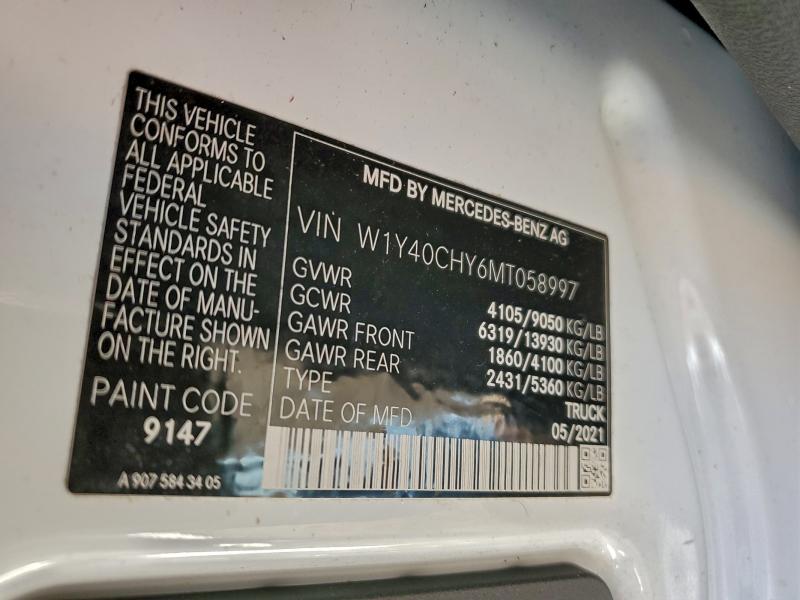 THIS VEHICLE
CONFORMS TO
ALL APPLICABLE
FEDERAL
VEHICLE SAFETY
STANDARDS IN
EFFECT ON THE
DATE OF MANU-
FACTURE SHOWN
ON THE RIGHT.
PAINT CODE
9147
A 907 584 34 05
MFD BY MERCEDES-BENZ AG
VIN W1Y40CHY6MT058997
GVWR 4105/9050 KG/LB
GCWR 6319/13930 KG/LB
GAWR FRONT 1860/4100 KG/LB
GAWR REAR 2431/5360 KG/LB
TYPE TRUCK
DATE OF MFD 05/2021